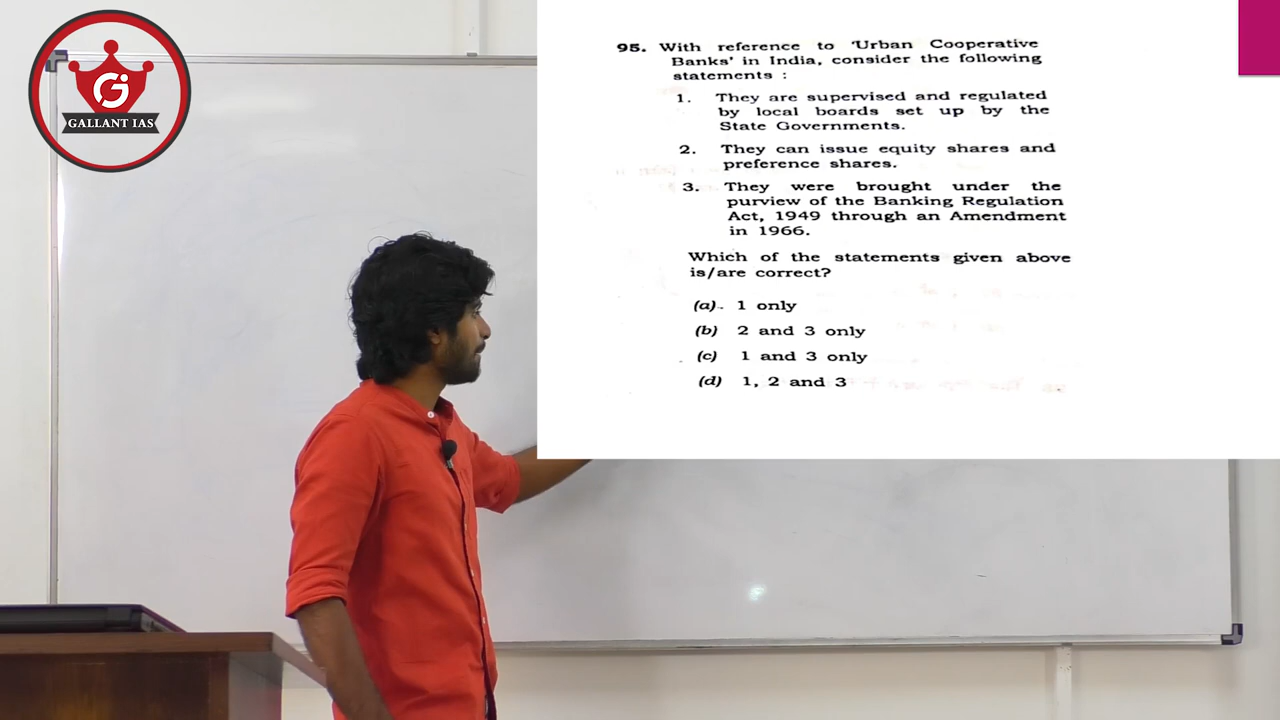 GALLANT IAS
95. With reference to 'Urban Cooperative
Banks' in India, consider the following
statements :
1. They are supervised and regulated
by local boards set up by the
State Governments.
2. They can issue equity shares and
preference shares.
3. They were brought under the
purview of the Banking Regulation
Act, 1949 through an Amendment
in 1966.
Which of the statements given above
is/are correct?
(a) 1 only
(b) 2 and 3 only
(c) 1 and 3 only
(d) 1, 2 and 3